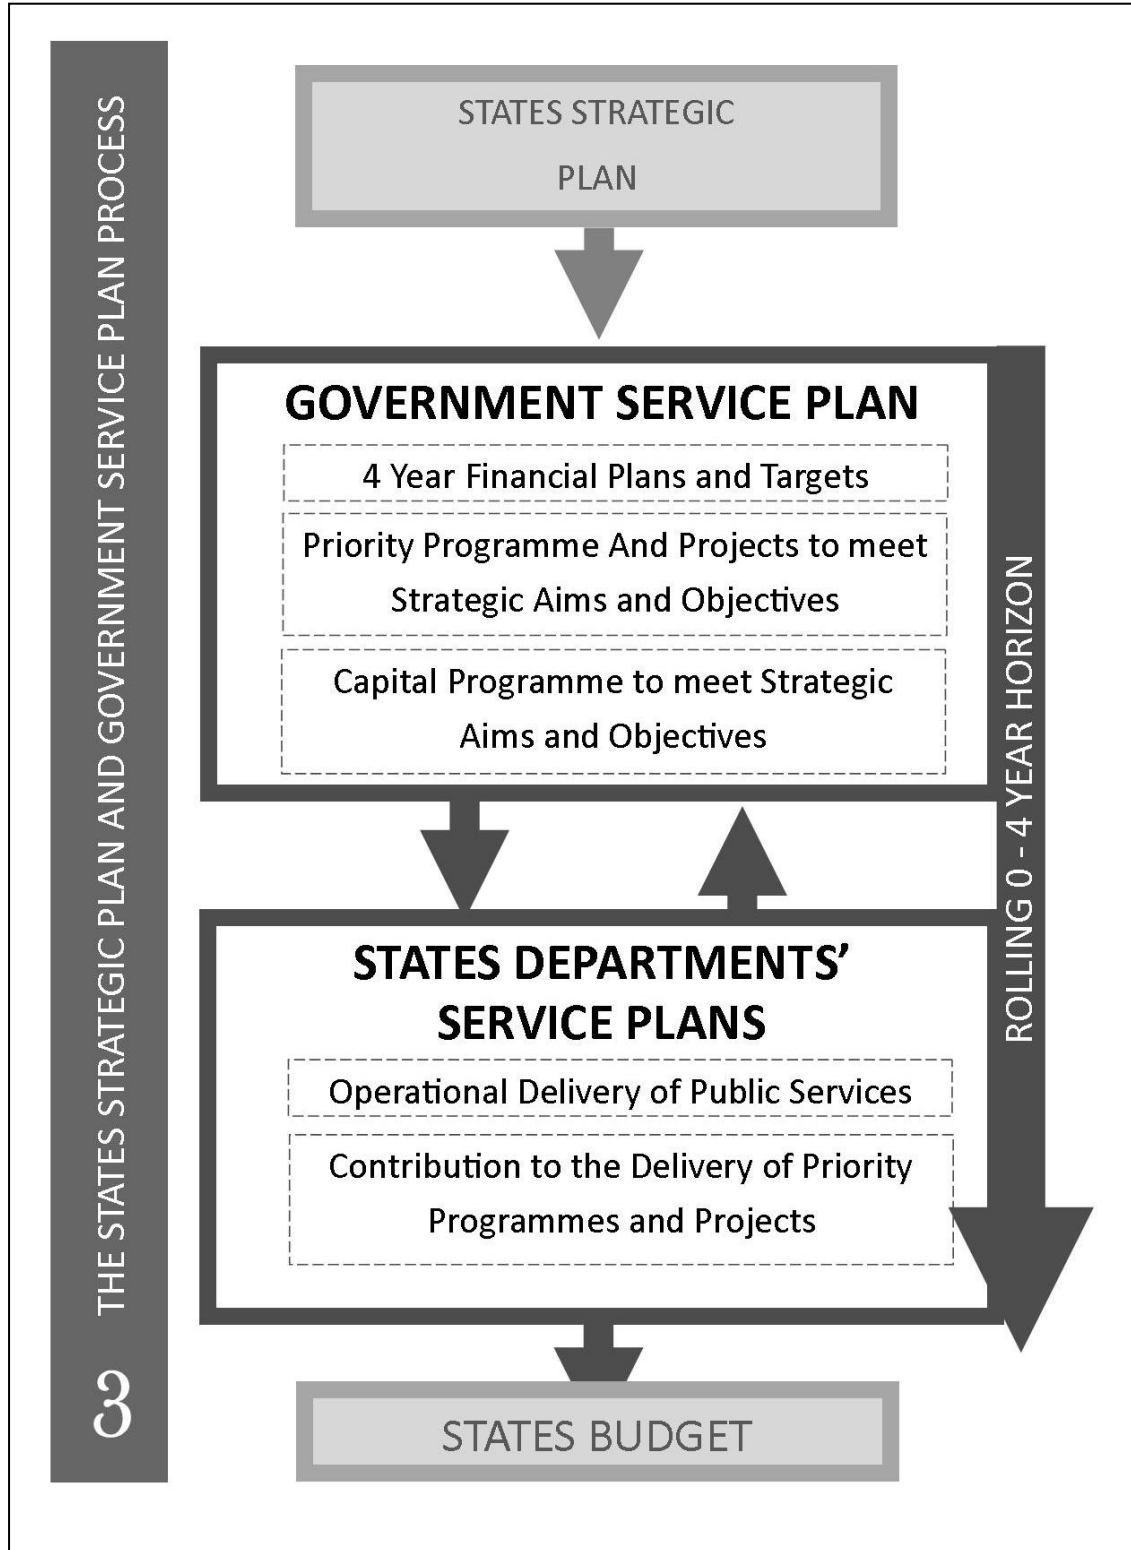 THE STATES STRATEGIC PLAN AND GOVERNMENT SERVICE PLAN PROCESS
3
STATES STRATEGIC
PLAN
GOVERNMENT SERVICE PLAN
4 Year Financial Plans and Targets
Priority Programme And Projects to meet
Strategic Aims and Objectives
Capital Programme to meet Strategic
Aims and Objectives
STATES DEPARTMENTS’
SERVICE PLANS
Operational Delivery of Public Services
Contribution to the Delivery of Priority
Programmes and Projects
ROLLING 0 - 4 YEAR HORIZON
STATES BUDGET